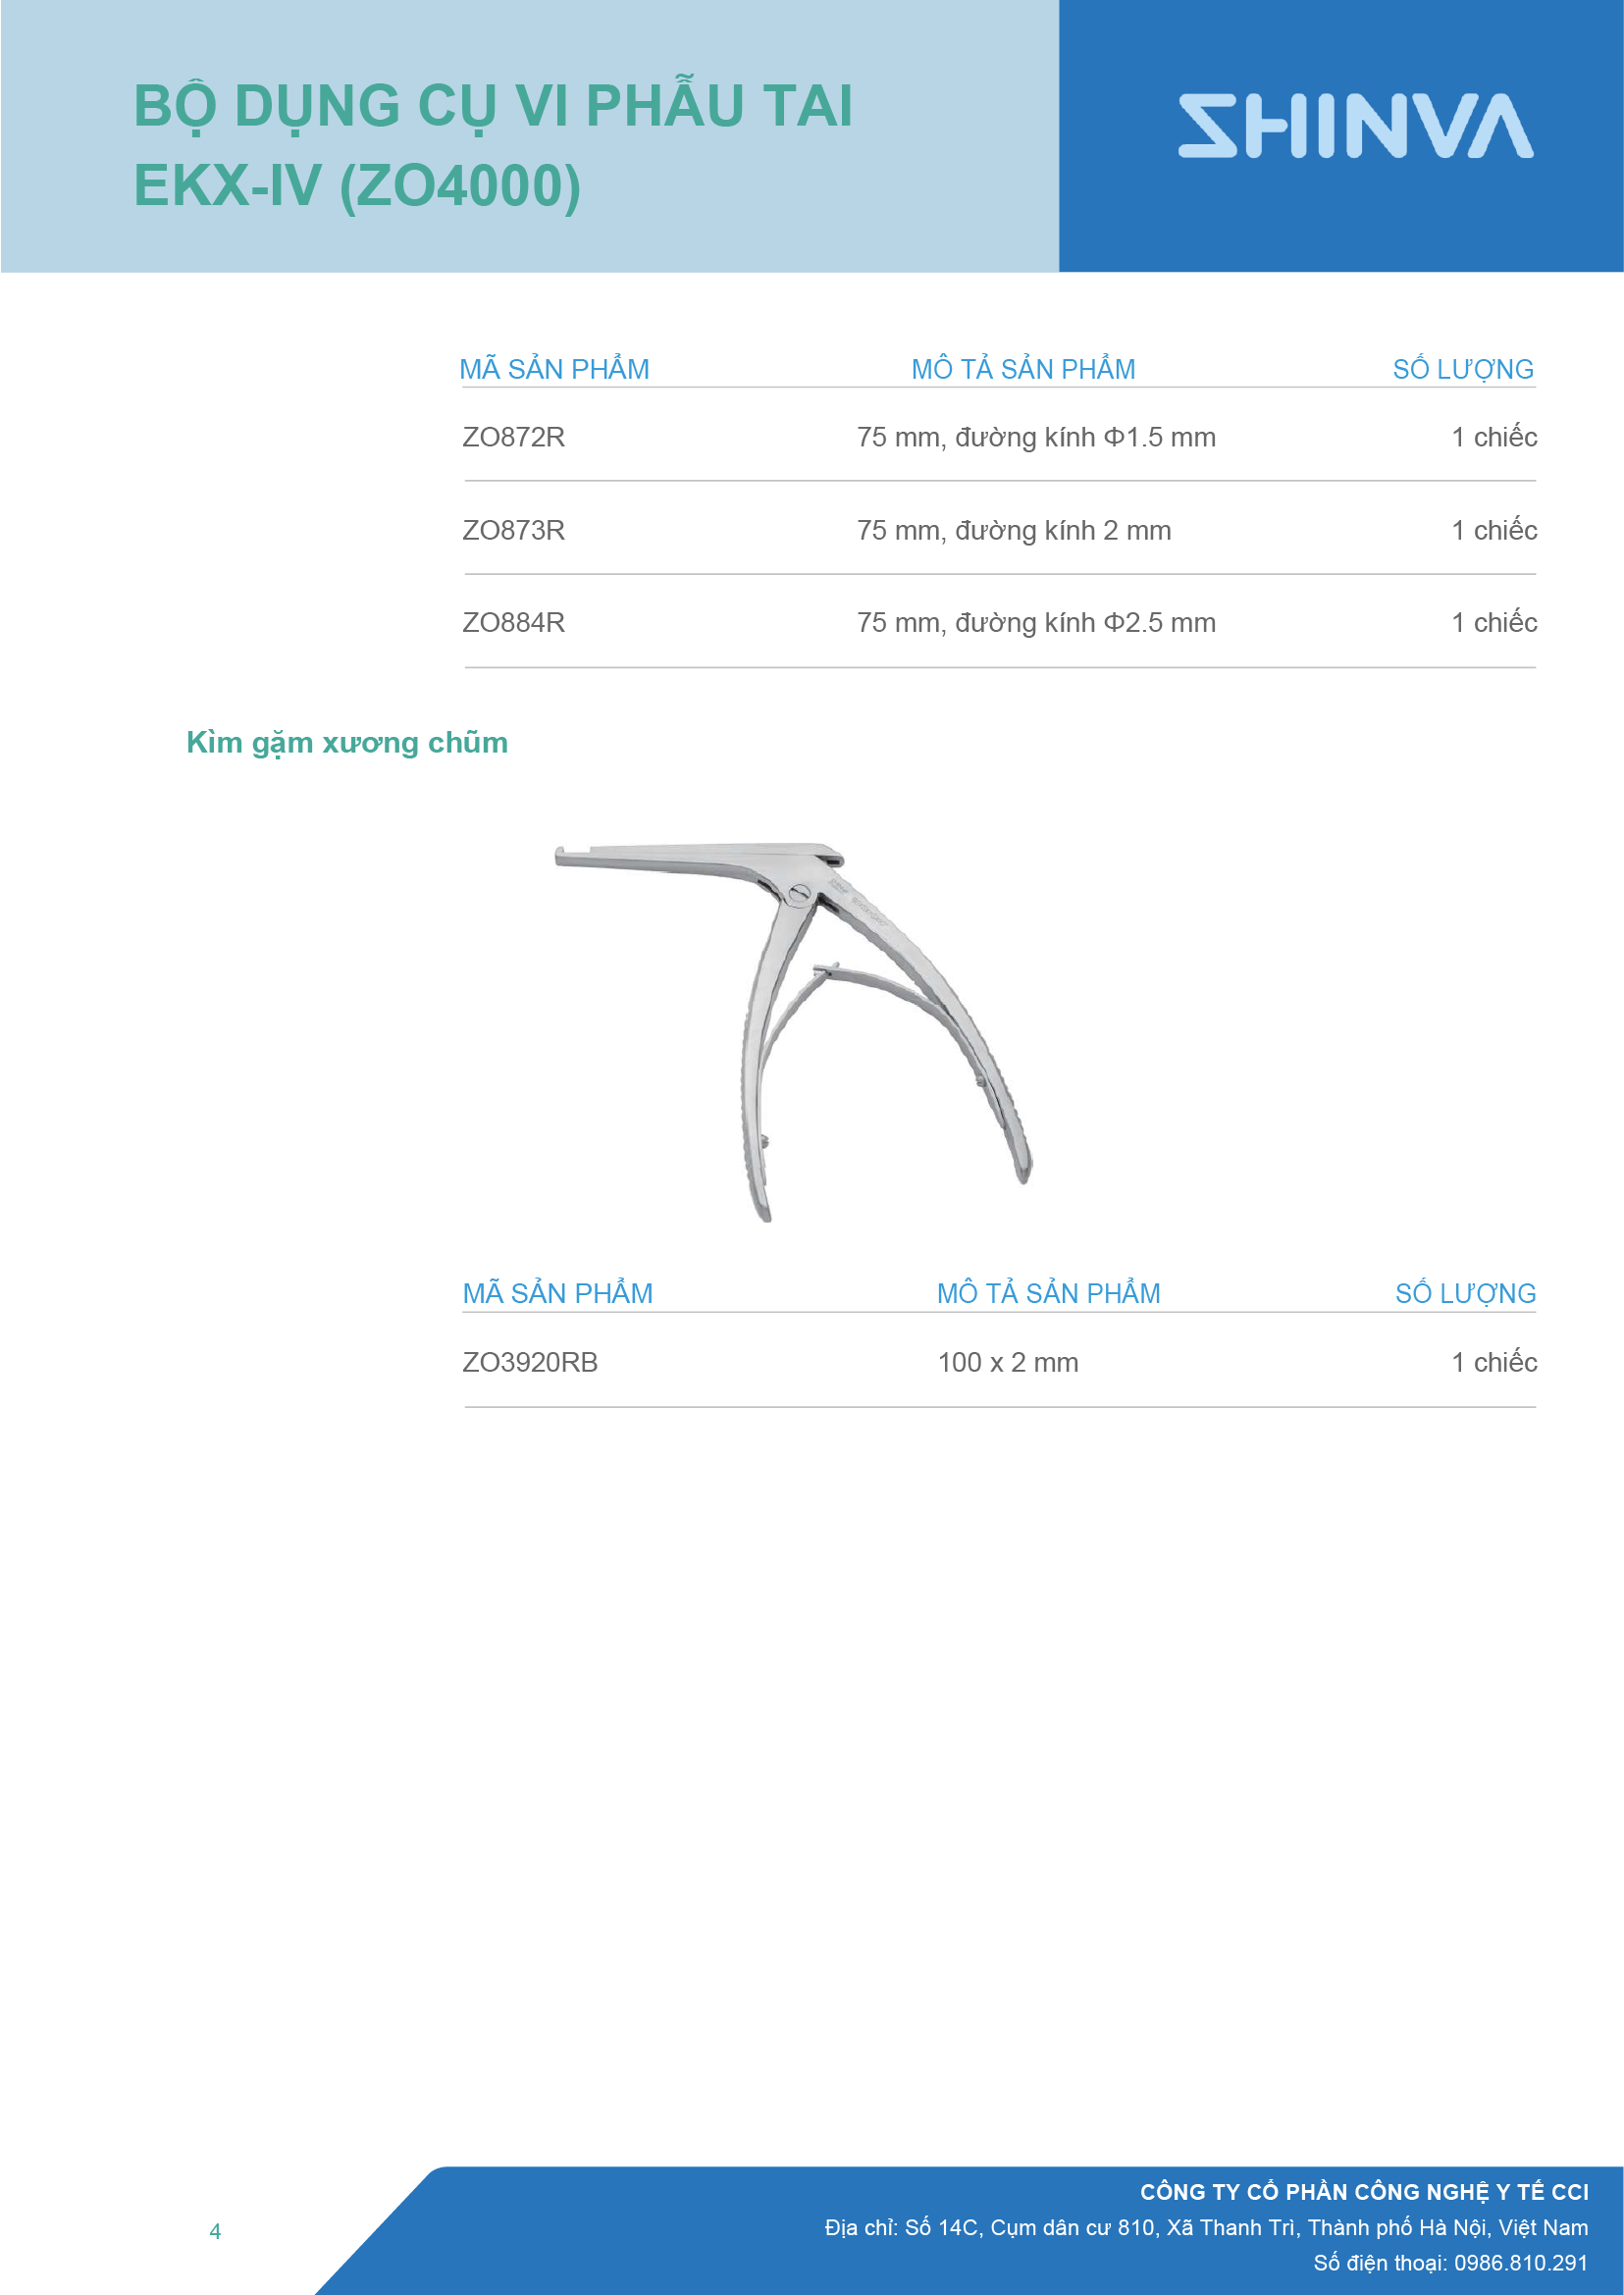 BỘ DỤNG CỤ VI PHẪU TAI
EKX-IV (ZO4000)
SHINVA
MÃ SẢN PHẨM MÔ TẢ SẢN PHẨM SỐ LƯỢNG
ZO872R 75 mm, đường kính Φ1.5 mm 1 chiếc
ZO873R 75 mm, đường kính 2 mm 1 chiếc
ZO884R 75 mm, đường kính Φ2.5 mm 1 chiếc
Kìm gặm xương chũm
MÃ SẢN PHẨM MÔ TẢ SẢN PHẨM SỐ LƯỢNG
ZO3920RB 100 x 2 mm 1 chiếc
CÔNG TY CỔ PHẦN CÔNG NGHỆ Y TẾ CCI
Địa chỉ: Số 14C, Cụm dân cư 810, Xã Thanh Trì, Thành phố Hà Nội, Việt Nam
Số điện thoại: 0986.810.291
4